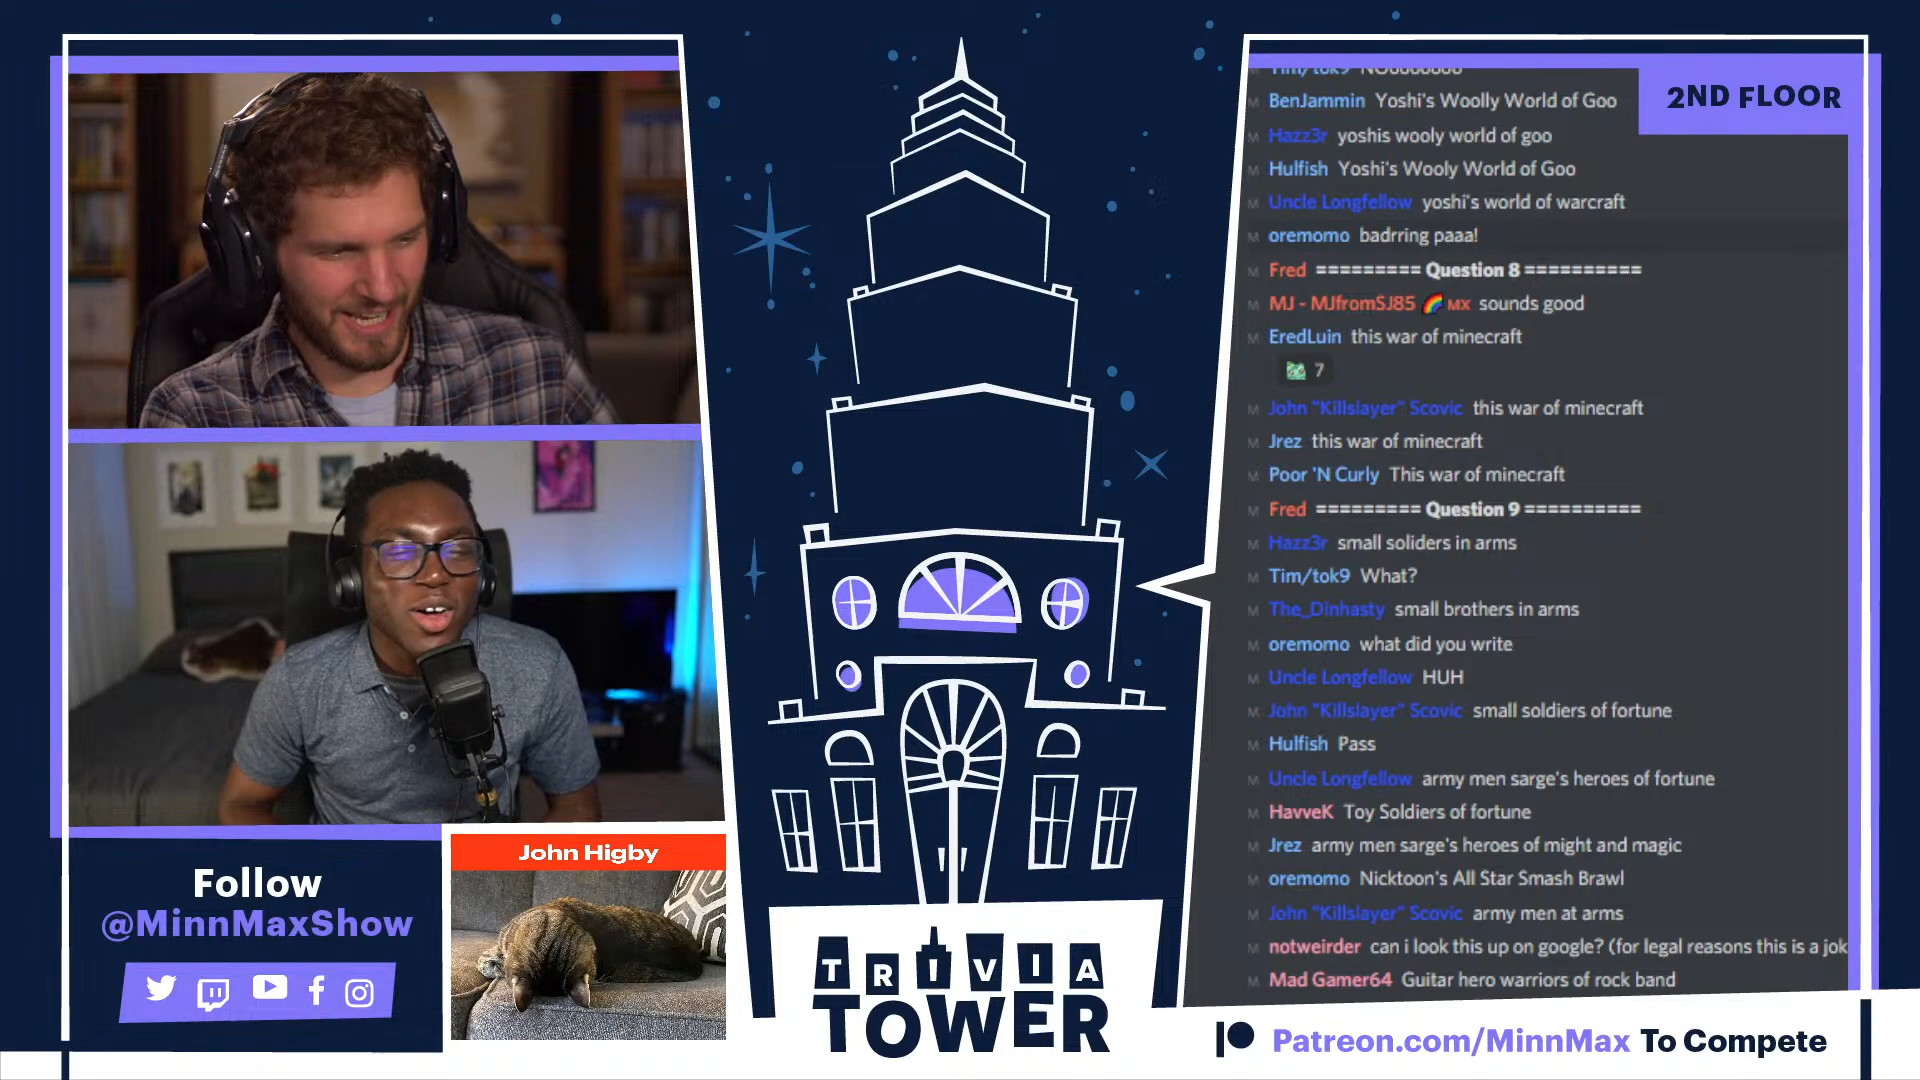 2ND FLOOR
BenJammin Yoshi's Woolly World of Goo
Hazz3r yoshis wooly world of goo
Hulfish Yoshi's Wooly World of Goo
Uncle Longfellow yoshi's world of warcraft
oremomo badrring paaa!
Fred ========= Question 8 ==========
MJ - MJfromSJ85 🌈 MX sounds good
EredLuin this war of minecraft
7
John "Killslayer" Scovic this war of minecraft
Jrez this war of minecraft
Poor 'N Curly This war of minecraft
Fred ========= Question 9 ==========
Hazz3r small soliders in arms
Tim/tok9 What?
The_Dinhasty small brothers in arms
oremomo what did you write
Uncle Longfellow HUH
John "Killslayer" Scovic small soldiers of fortune
Hulfish Pass
Uncle Longfellow army men sarge's heroes of fortune
HavveK Toy Soldiers of fortune
Jrez army men sarge's heroes of might and magic
oremomo Nicktoon's All Star Smash Brawl
John "Killslayer" Scovic army men at arms
notweirder can i look this up on google? (for legal reasons this is a jok
Mad Gamer64 Guitar hero warriors of rock band
Follow
@MinnMaxShow
John Higby
TRIVIA
TOWER
Patreon.com/MinnMax To Compete